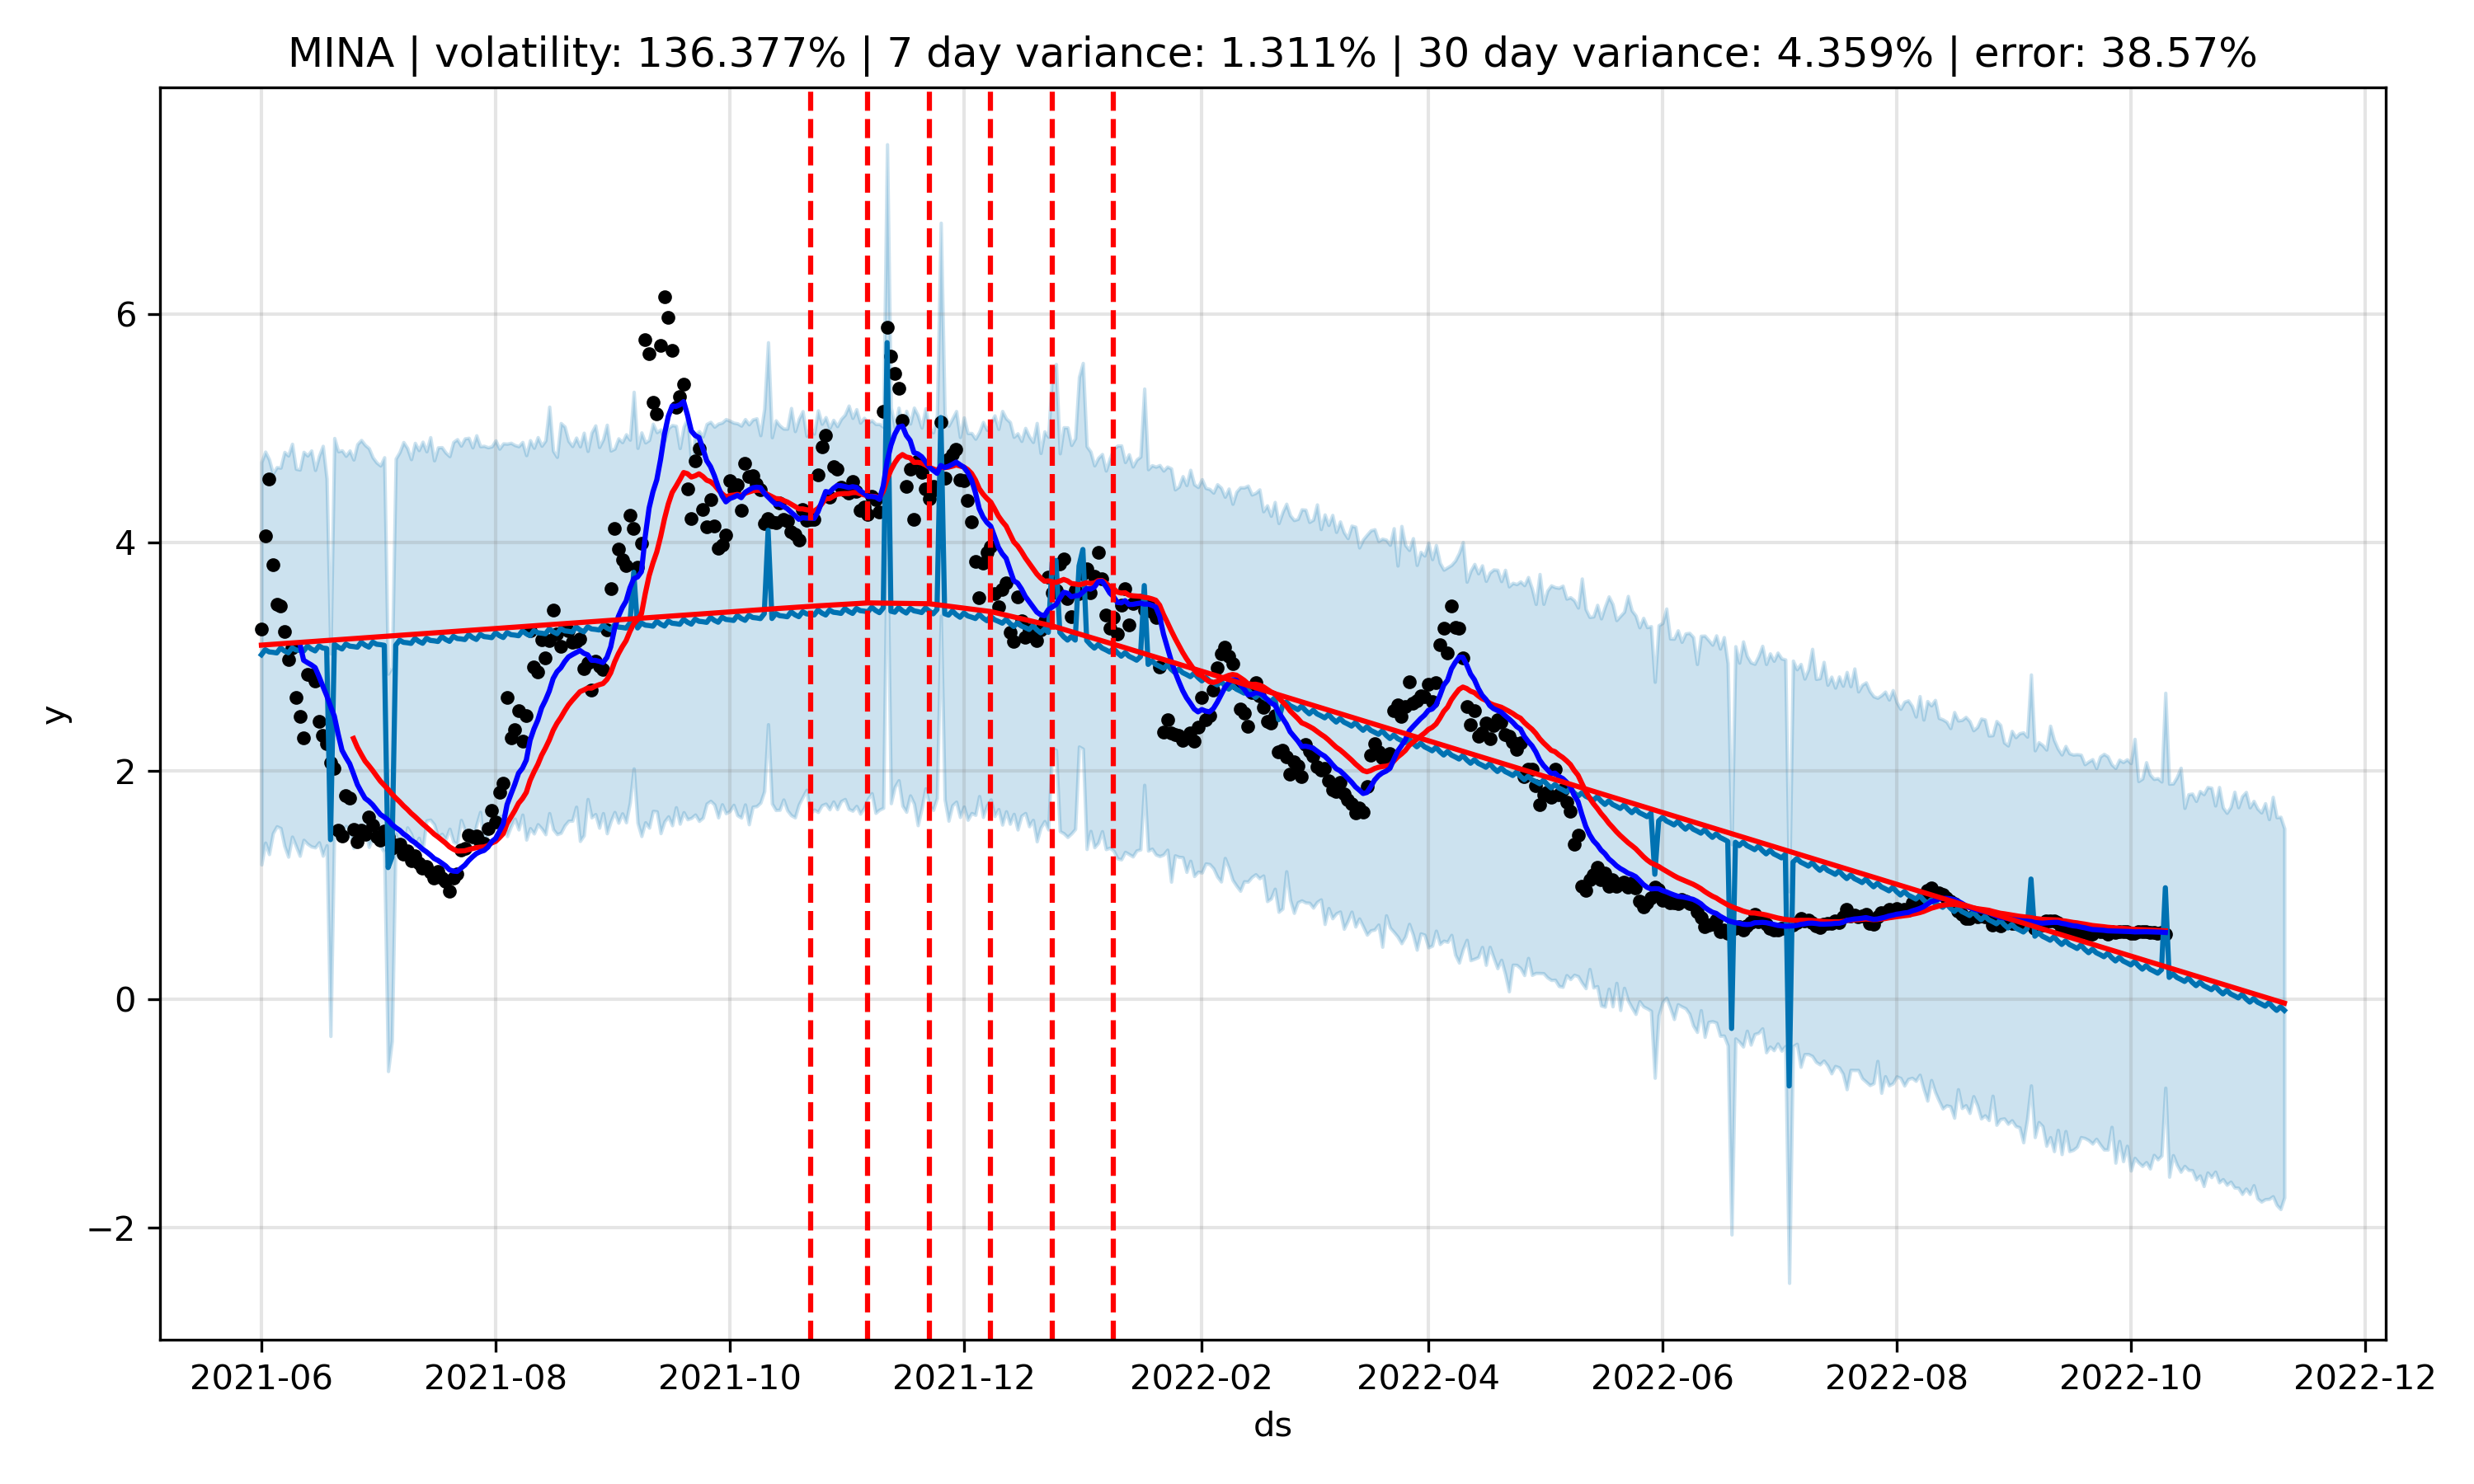 MINA | volatility: 136.377% | 7 day variance: 1.311% | 30 day variance: 4.359% | error: 38.57%
y
6
4
2
0
−2
2021-06 2021-08 2021-10 2021-12 2022-02 2022-04 2022-06 2022-08 2022-10 2022-12
ds